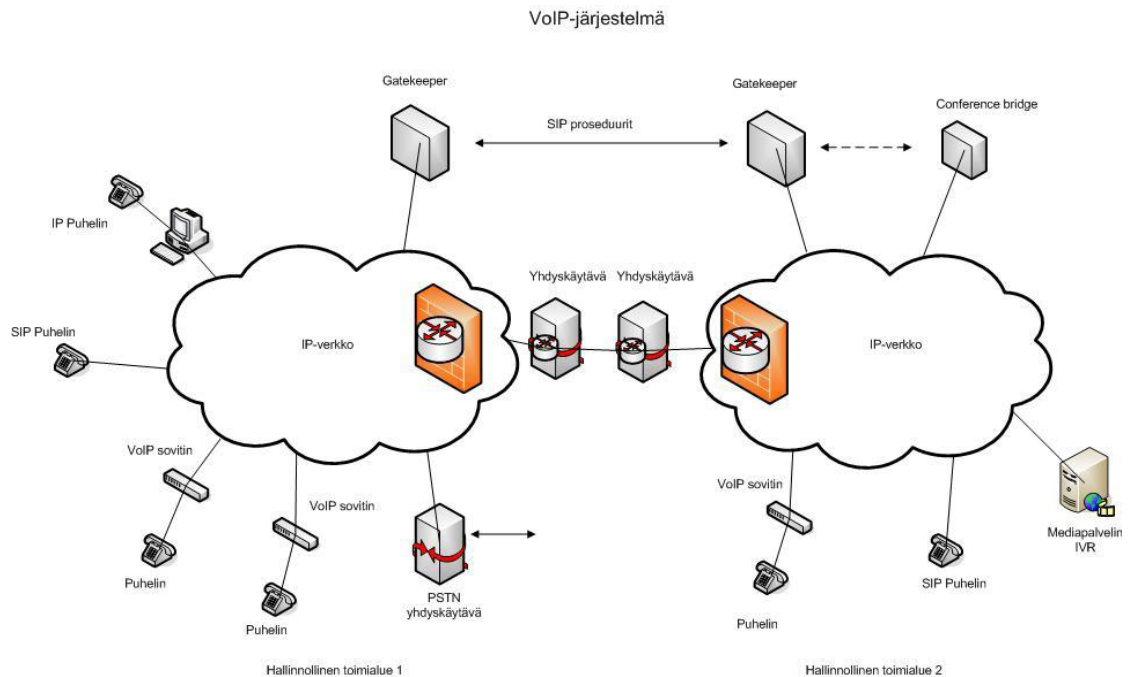 VoIP-järjestelmä
Gatekeeper
Gatekeeper
Conference bridge
SIP proseduurit
IP Puhelin
Yhdyskäytävä
Yhdyskäytävä
SIP Puhelin
IP-verkko
IP-verkko
VoIP sovitin
VoIP sovitin
VoIP sovitin
Mediapalvelin
IVR
Puhelin
Puhelin
PSTN
yhdyskäytävä
Puhelin
SIP Puhelin
Hallinnollinen toimialue 1
Hallinnollinen toimialue 2